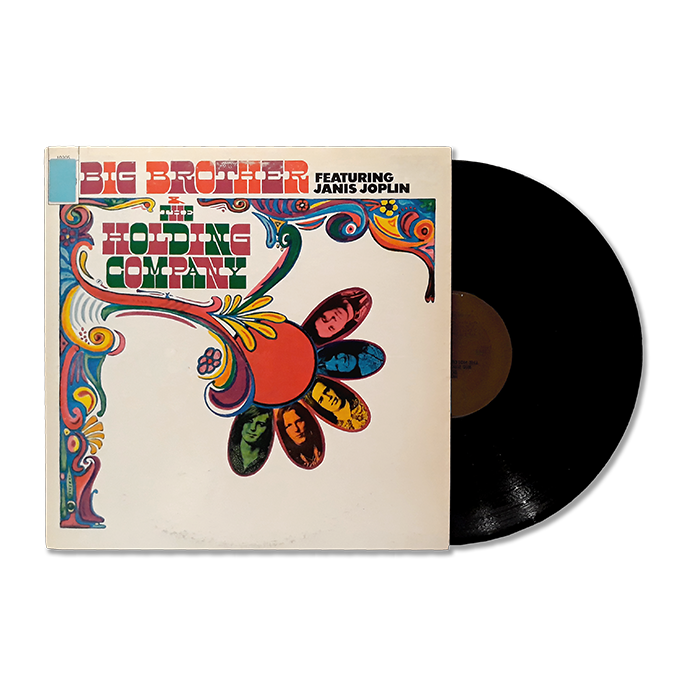 BIG BROTHER FEATURING
JANIS JOPLIN
&
THE
HOLDING
COMPANY